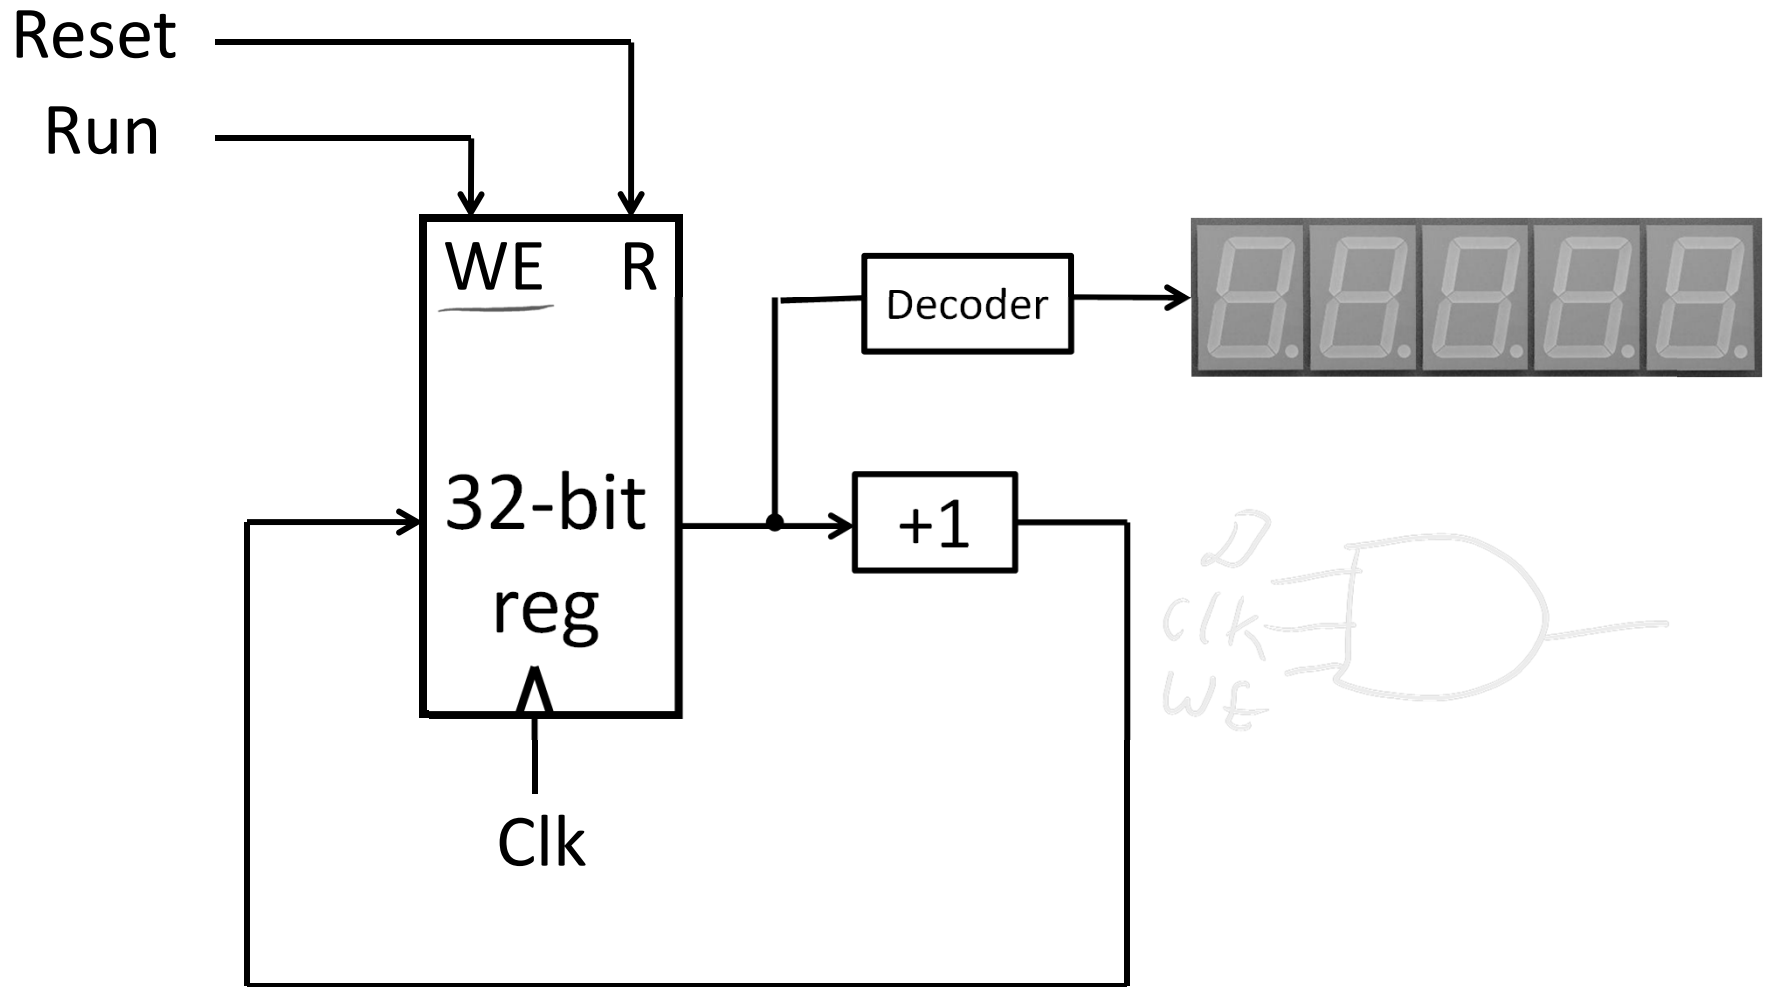 Reset
Run
WE R
Decoder
32-bit
reg
+1
Clk
D
Clk
WE